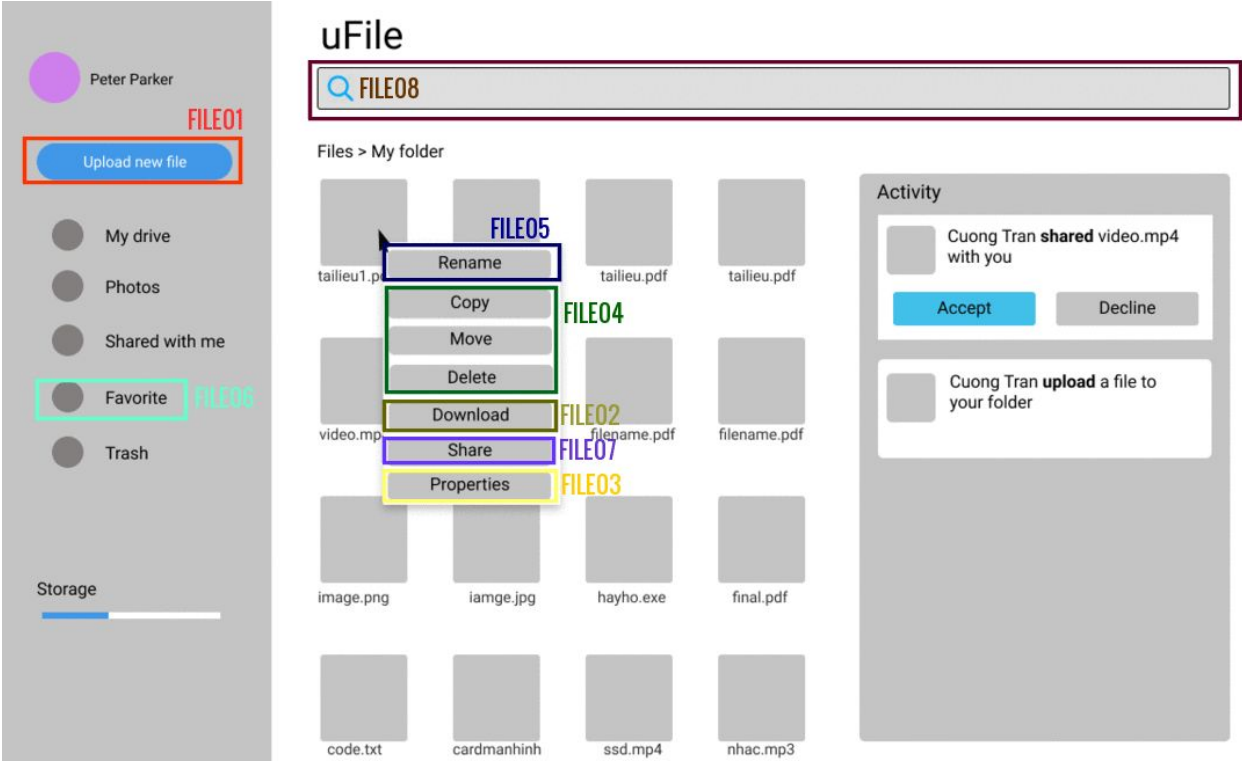 uFile
Peter Parker
FILE08
FILE01
Upload new file
Files > My folder
My drive
Photos
Shared with me
Favorite FILE06
Trash
Storage
FILE05
Rename
Copy
FILE04
Move
Delete
Download FILE02
Share FILE07
Properties FILE03
tailieu1.p
tailieu.pdf
tailieu.pdf
video.mp
filename.pdf
filename.pdf
image.png
iamge.jpg
hayho.exe
final.pdf
code.txt
cardmanhinh
ssd.mp4
nhac.mp3
Activity
Cuong Tran shared video.mp4
with you
Accept
Decline
Cuong Tran upload a file to
your folder